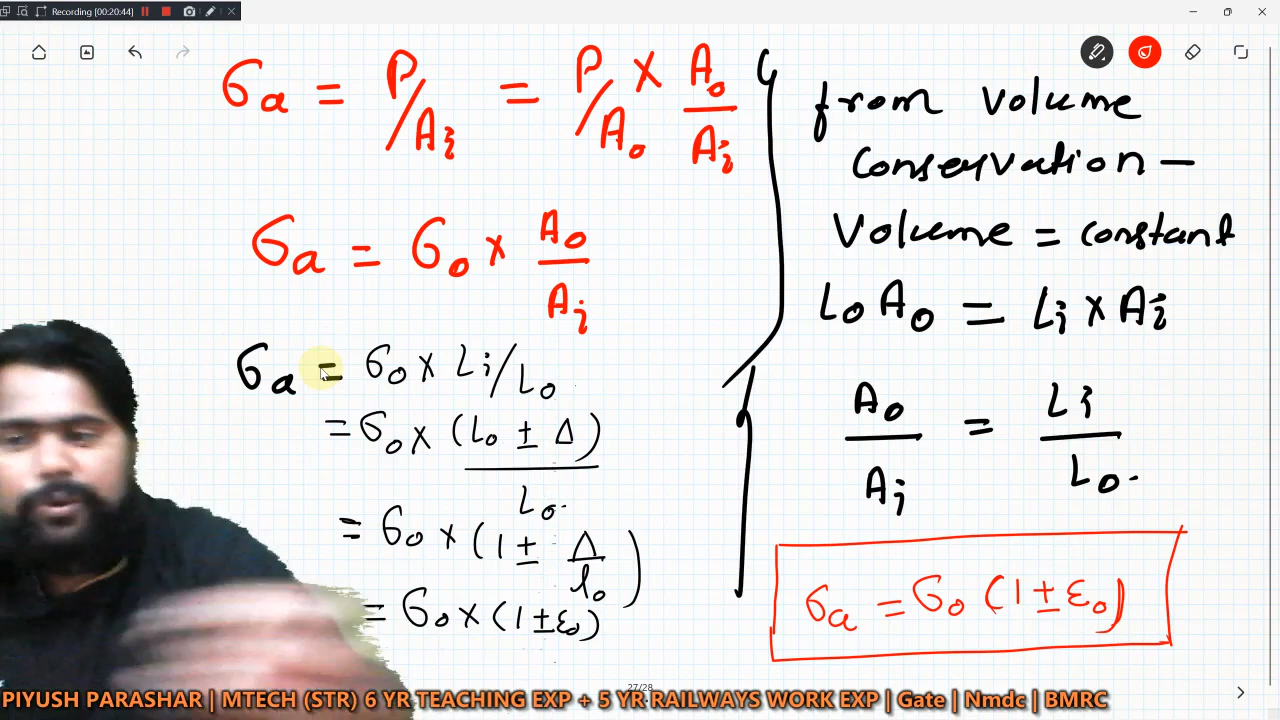 Recording [00:20:44]
σa = P/Ai = P/A₀ × A₀/Ai
σa = σ₀ × A₀/Ai
σa = σ₀ × Li/L₀
= σ₀ × (L₀ ± Δ)/L₀.
= σ₀ × (1 ± Δ/l₀)
= σ₀ × (1 ± ε₀)
from volume
conservation —
Volume = constant
L₀A₀ = Li × Ai
A₀/Ai = Li/L₀.
σa = σ₀ (1 ± ε₀)
27/28
PIYUSH PARASHAR | MTECH (STR) 6 YR TEACHING EXP + 5 YR RAILWAYS WORK EXP | Gate | Nmdc | BMRC